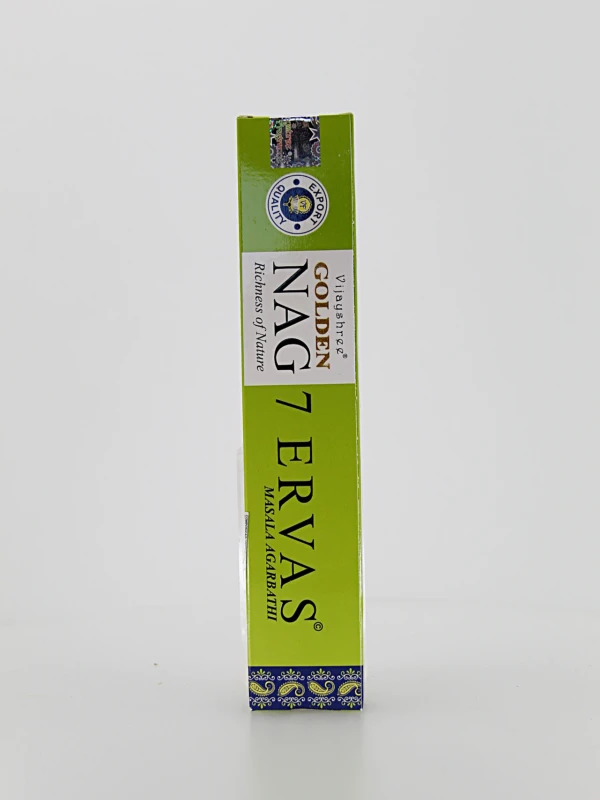 EXPORT
QUALITY
Vijayshree®
GOLDEN
NAG
Richness of Nature
7 ERVAS©
MASALA AGARBATHI